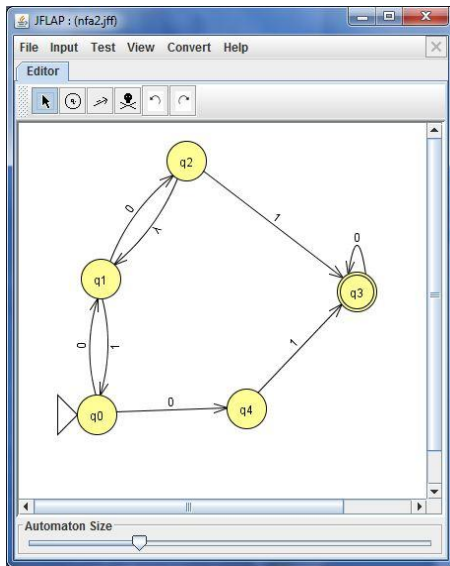 JFLAP : (nfa2.jff)
File Input Test View Convert Help
Editor
q2
0
λ
1
0
q1
q3
0
1
1
0
q0
q4
Automaton Size